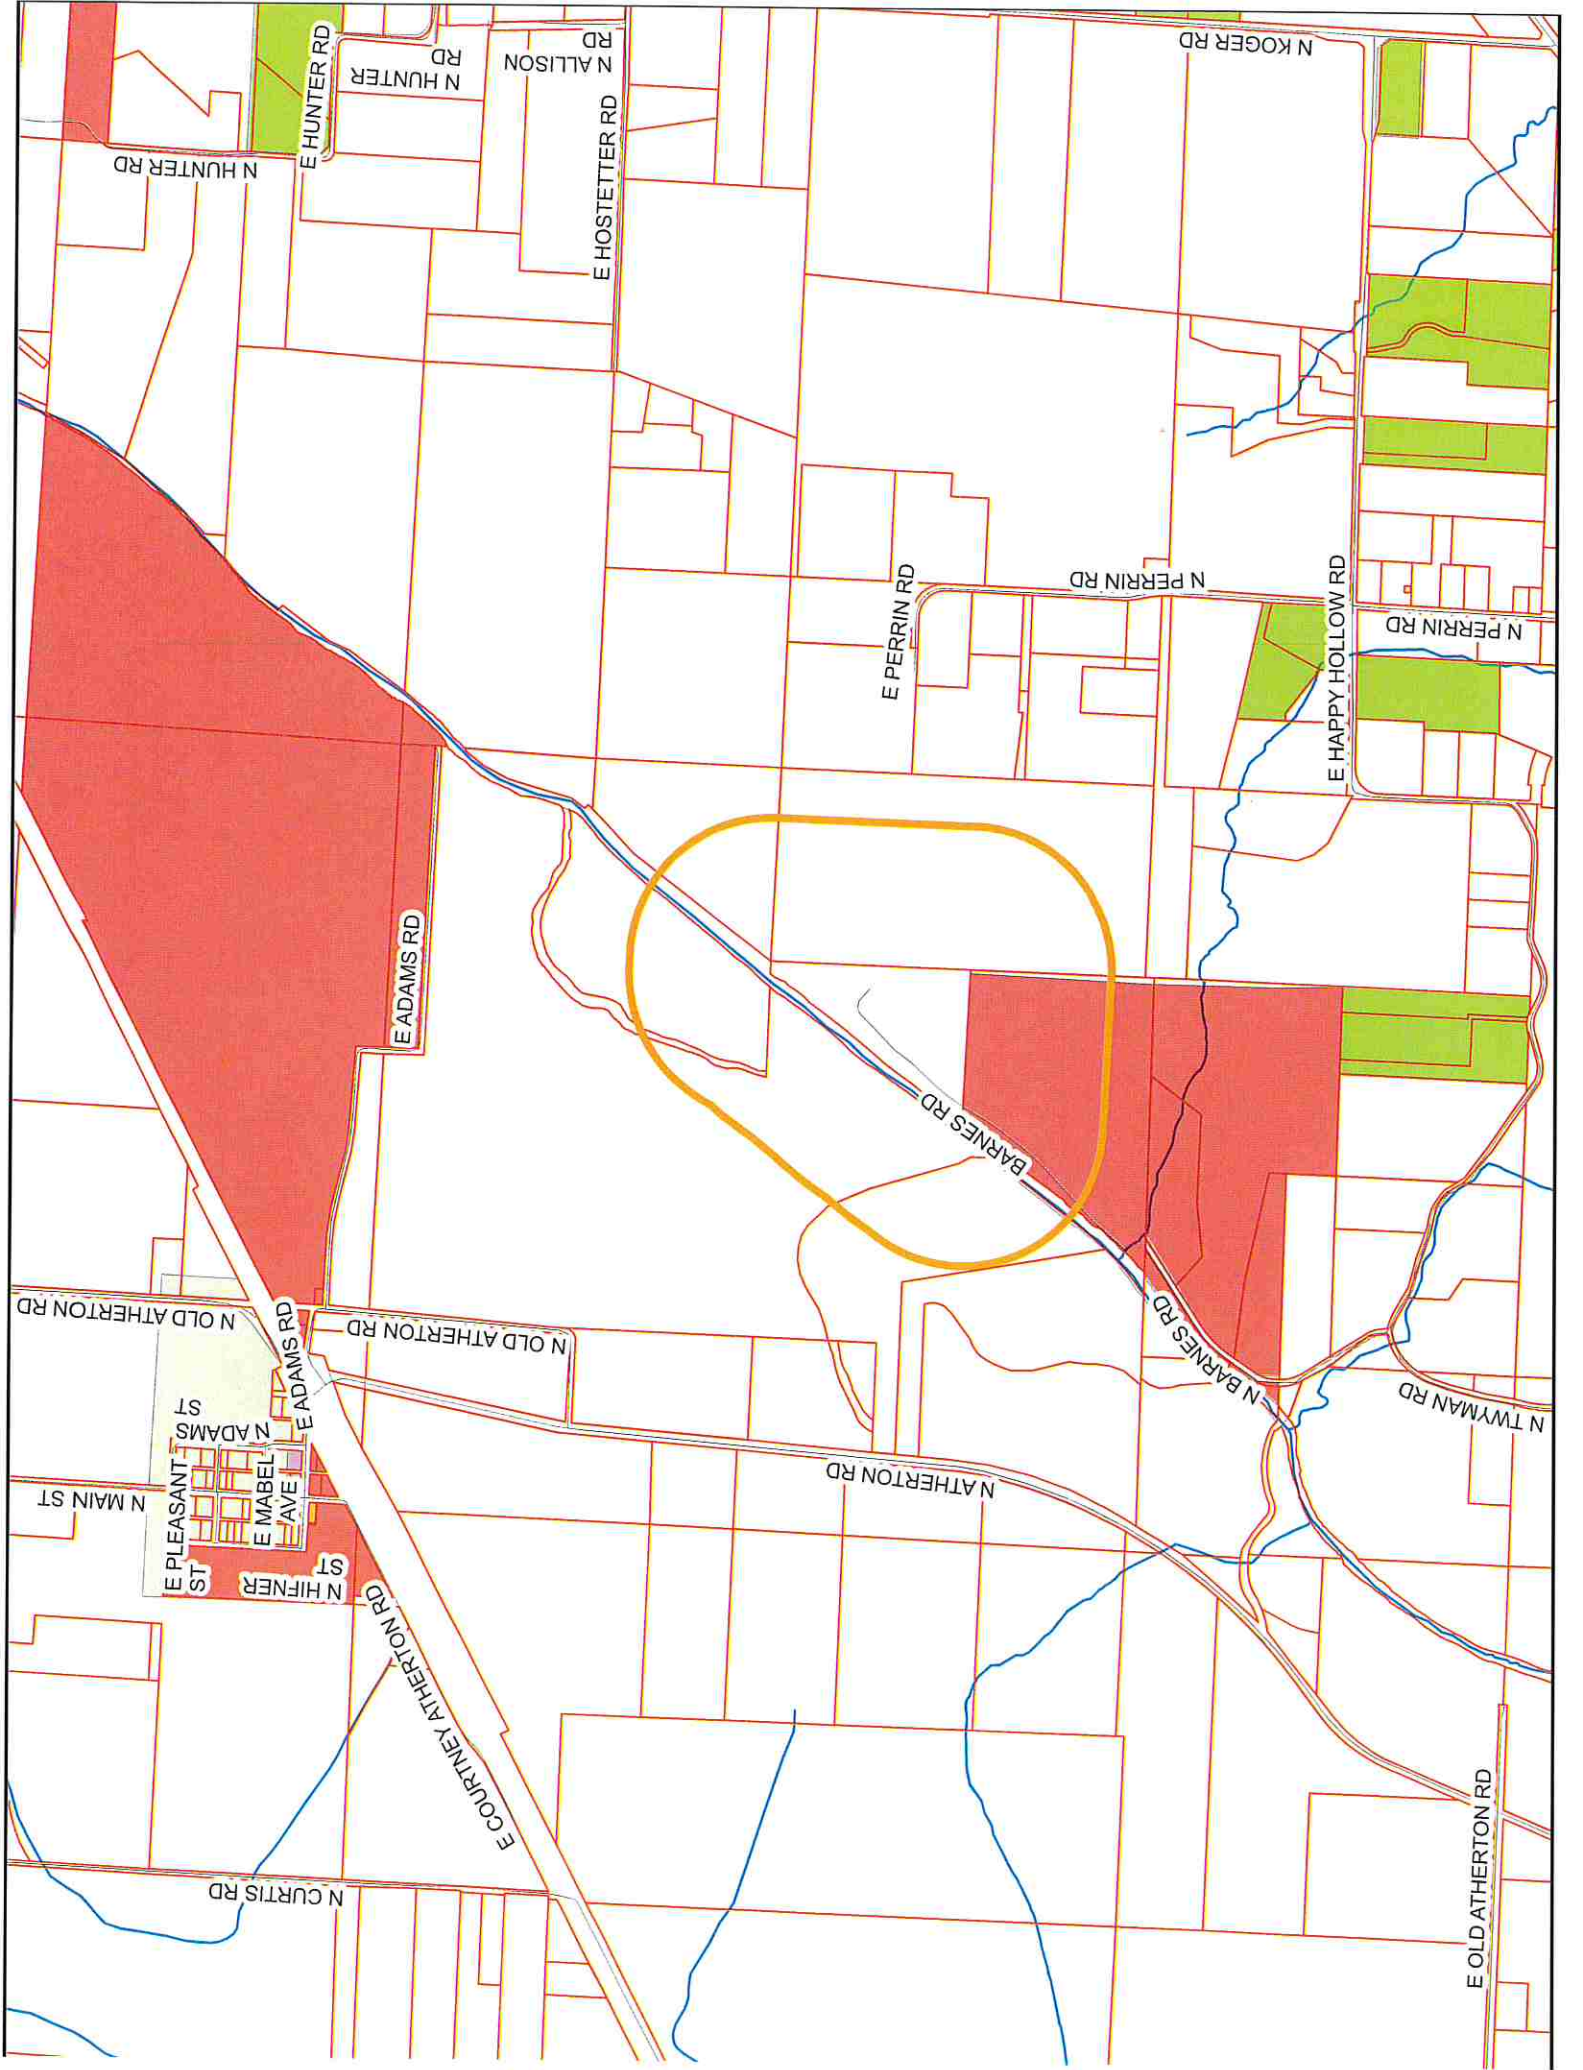 E HUNTER RD
N HUNTER
RD
N ALLISON
RD
N KOGER RD
N HUNTER RD
E HOSTETTER RD
E PERRIN RD
N PERRIN RD
E HAPPY HOLLOW RD
N PERRIN RD
E ADAMS RD
BARNES RD
N OLD ATHERTON RD
E ADAMS RD
N OLD ATHERTON RD
N BARNES RD
N TWYMAN RD
N ADAMS
ST
N MAIN ST
E PLEASANT
ST
E MABEL
AVE
N HIFNER
ST
N ATHERTON RD
E COURTNEY ATHERTON RD
N CURTIS RD
E OLD ATHERTON RD